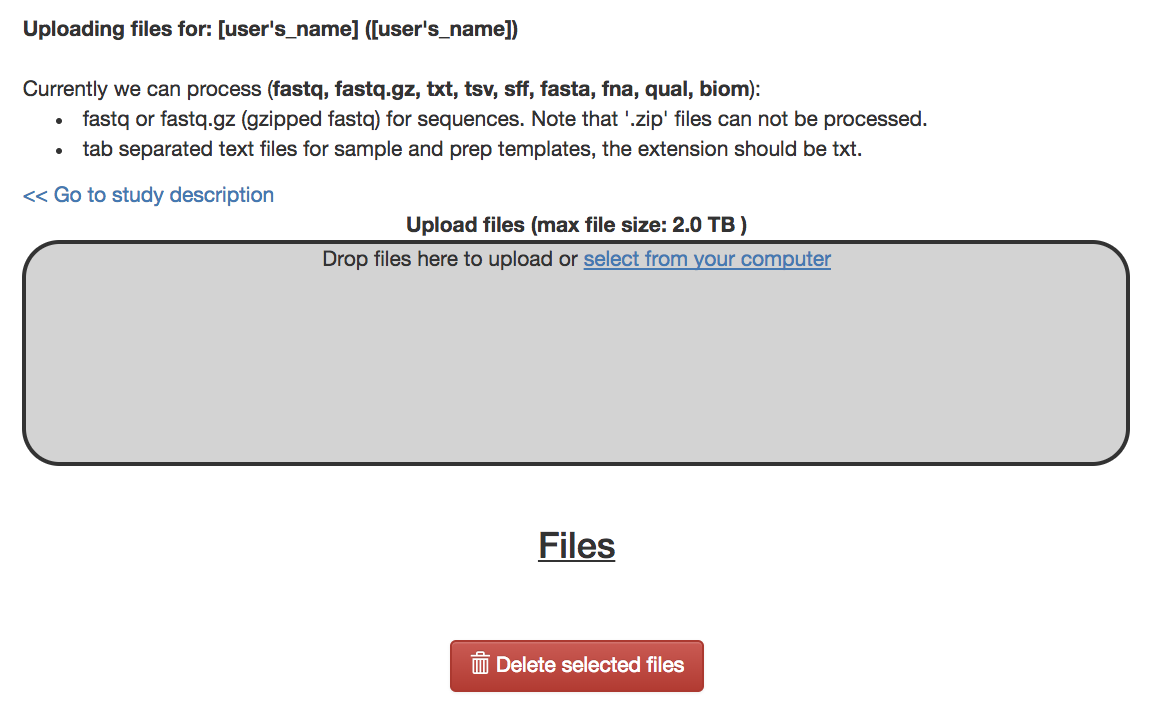 Uploading files for: [user's_name] ([user's_name])
Currently we can process (fastq, fastq.gz, txt, tsv, sff, fasta, fna, qual, biom):
• fastq or fastq.gz (gzipped fastq) for sequences. Note that '.zip' files can not be processed.
• tab separated text files for sample and prep templates, the extension should be txt.
<< Go to study description
Upload files (max file size: 2.0 TB )
Drop files here to upload or select from your computer
Files
Delete selected files